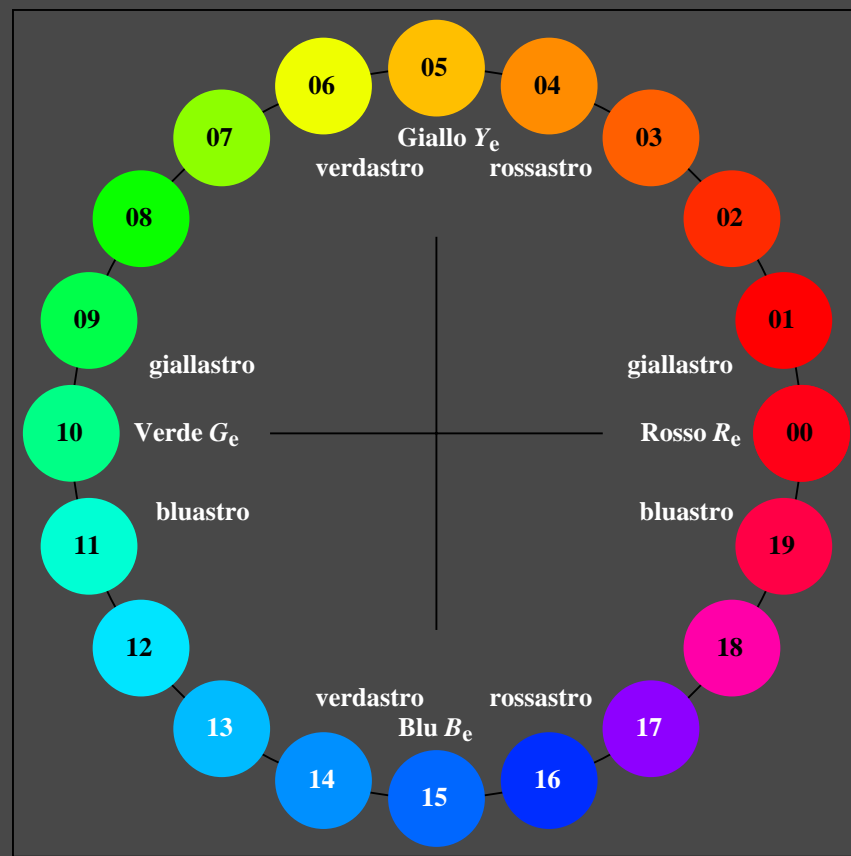 05
06
04
Giallo Ye
07
03
verdastro
rossastro
08
02
09
01
giallastro
giallastro
10
Verde Ge
Rosso Re
00
bluastro
bluastro
11
19
12
18
verdastro
rossastro
13
Blu Be
17
14
16
15